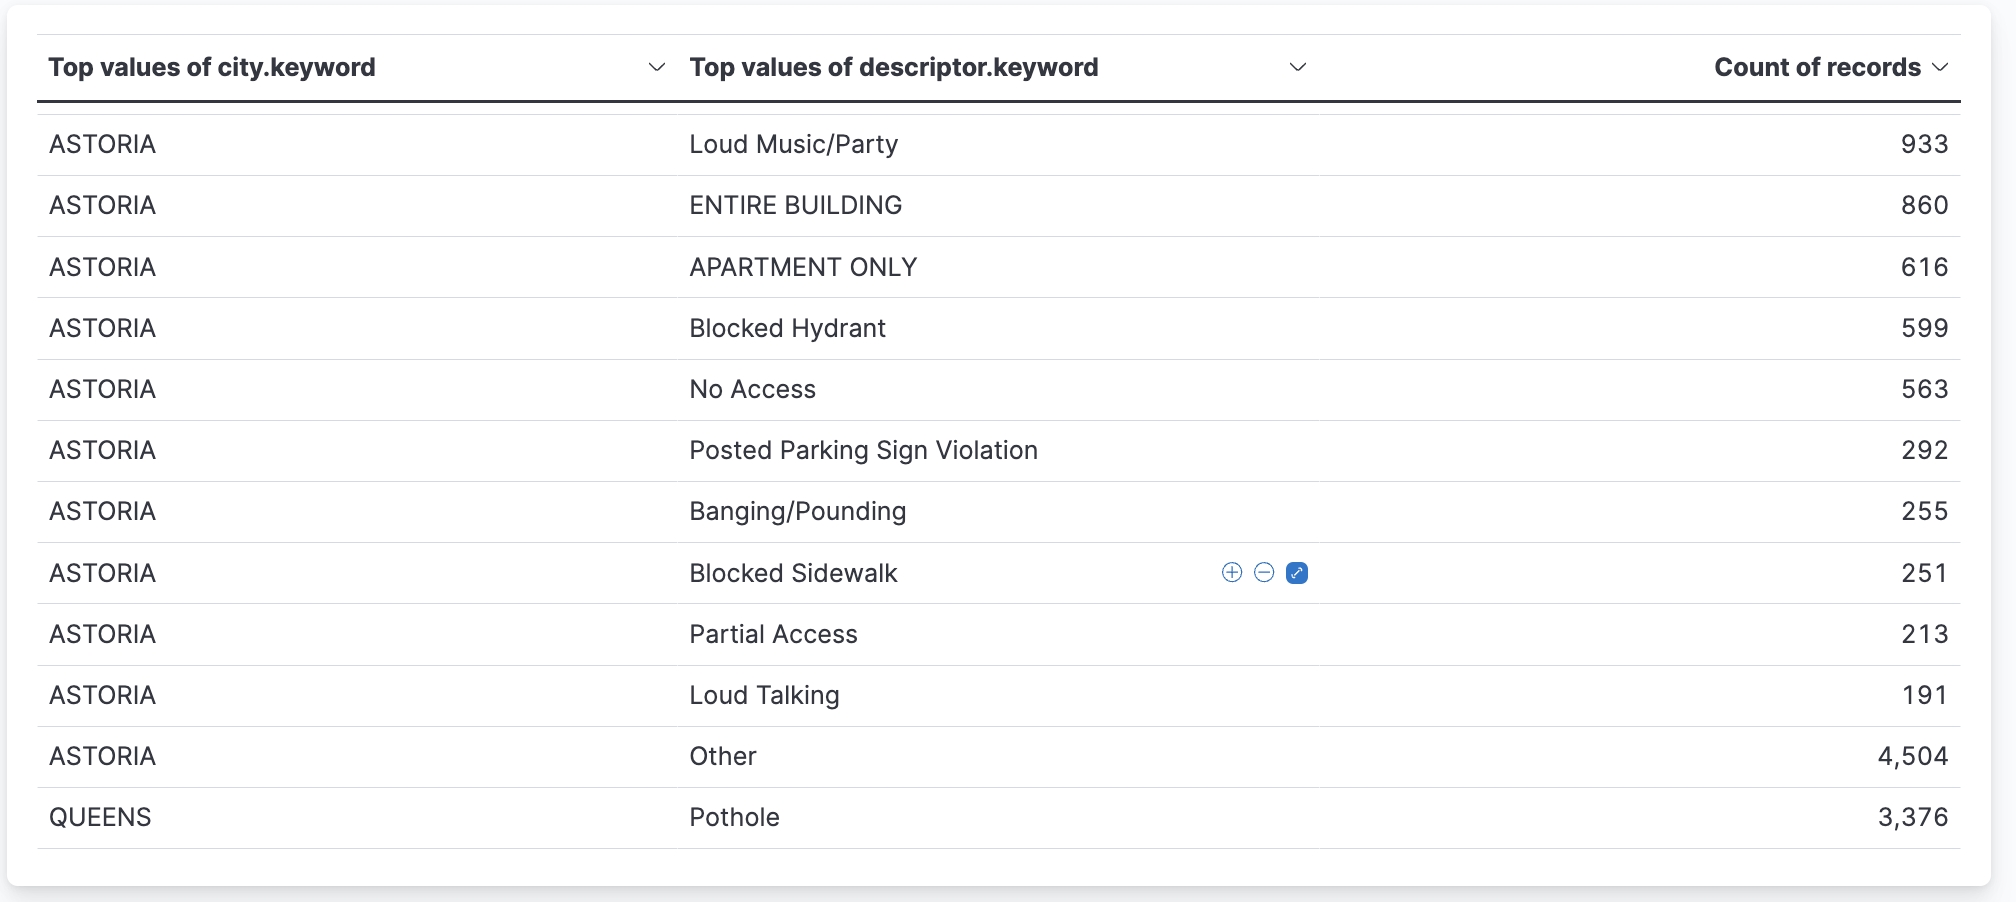 Top values of city.keyword Top values of descriptor.keyword Count of records
ASTORIA Loud Music/Party 933
ASTORIA ENTIRE BUILDING 860
ASTORIA APARTMENT ONLY 616
ASTORIA Blocked Hydrant 599
ASTORIA No Access 563
ASTORIA Posted Parking Sign Violation 292
ASTORIA Banging/Pounding 255
ASTORIA Blocked Sidewalk 251
ASTORIA Partial Access 213
ASTORIA Loud Talking 191
ASTORIA Other 4,504
QUEENS Pothole 3,376